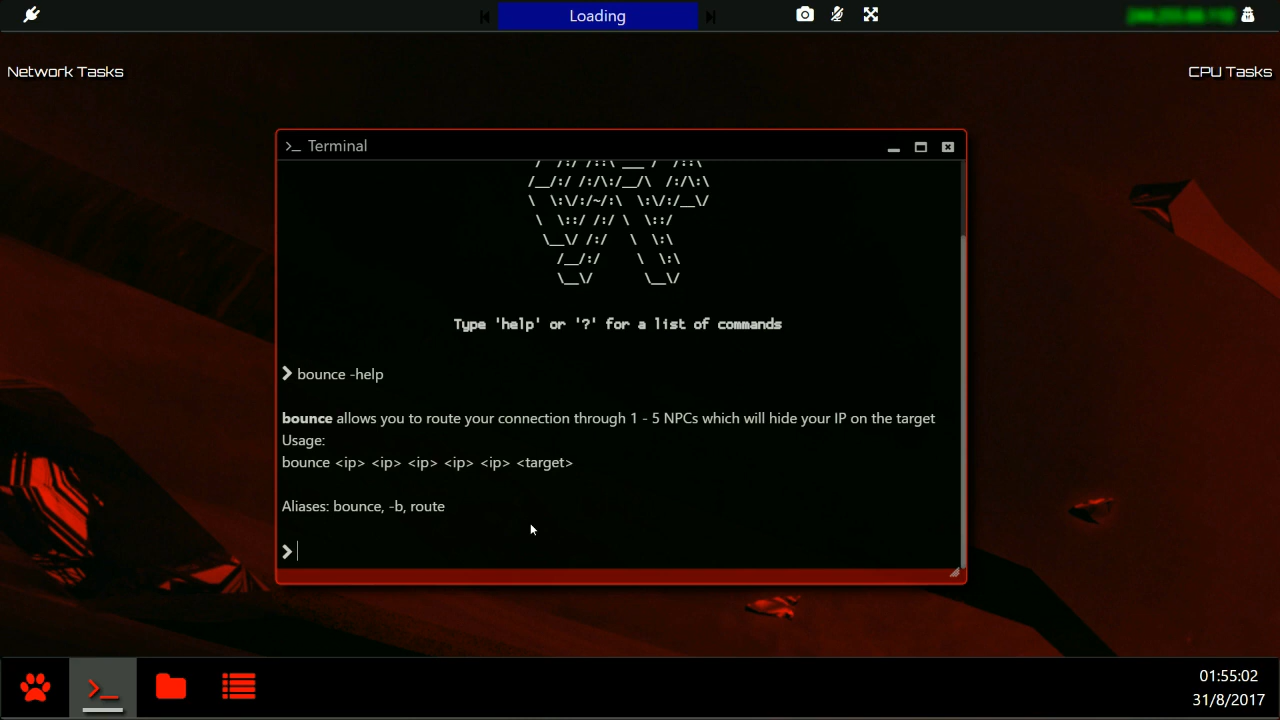 Loading
Network Tasks
CPU Tasks
>_ Terminal
Type 'help' or '?' for a list of commands
bounce -help
bounce allows you to route your connection through 1 - 5 NPCs which will hide your IP on the target
Usage:
bounce <ip> <ip> <ip> <ip> <ip> <target>
Aliases: bounce, -b, route
01:55:02
31/8/2017